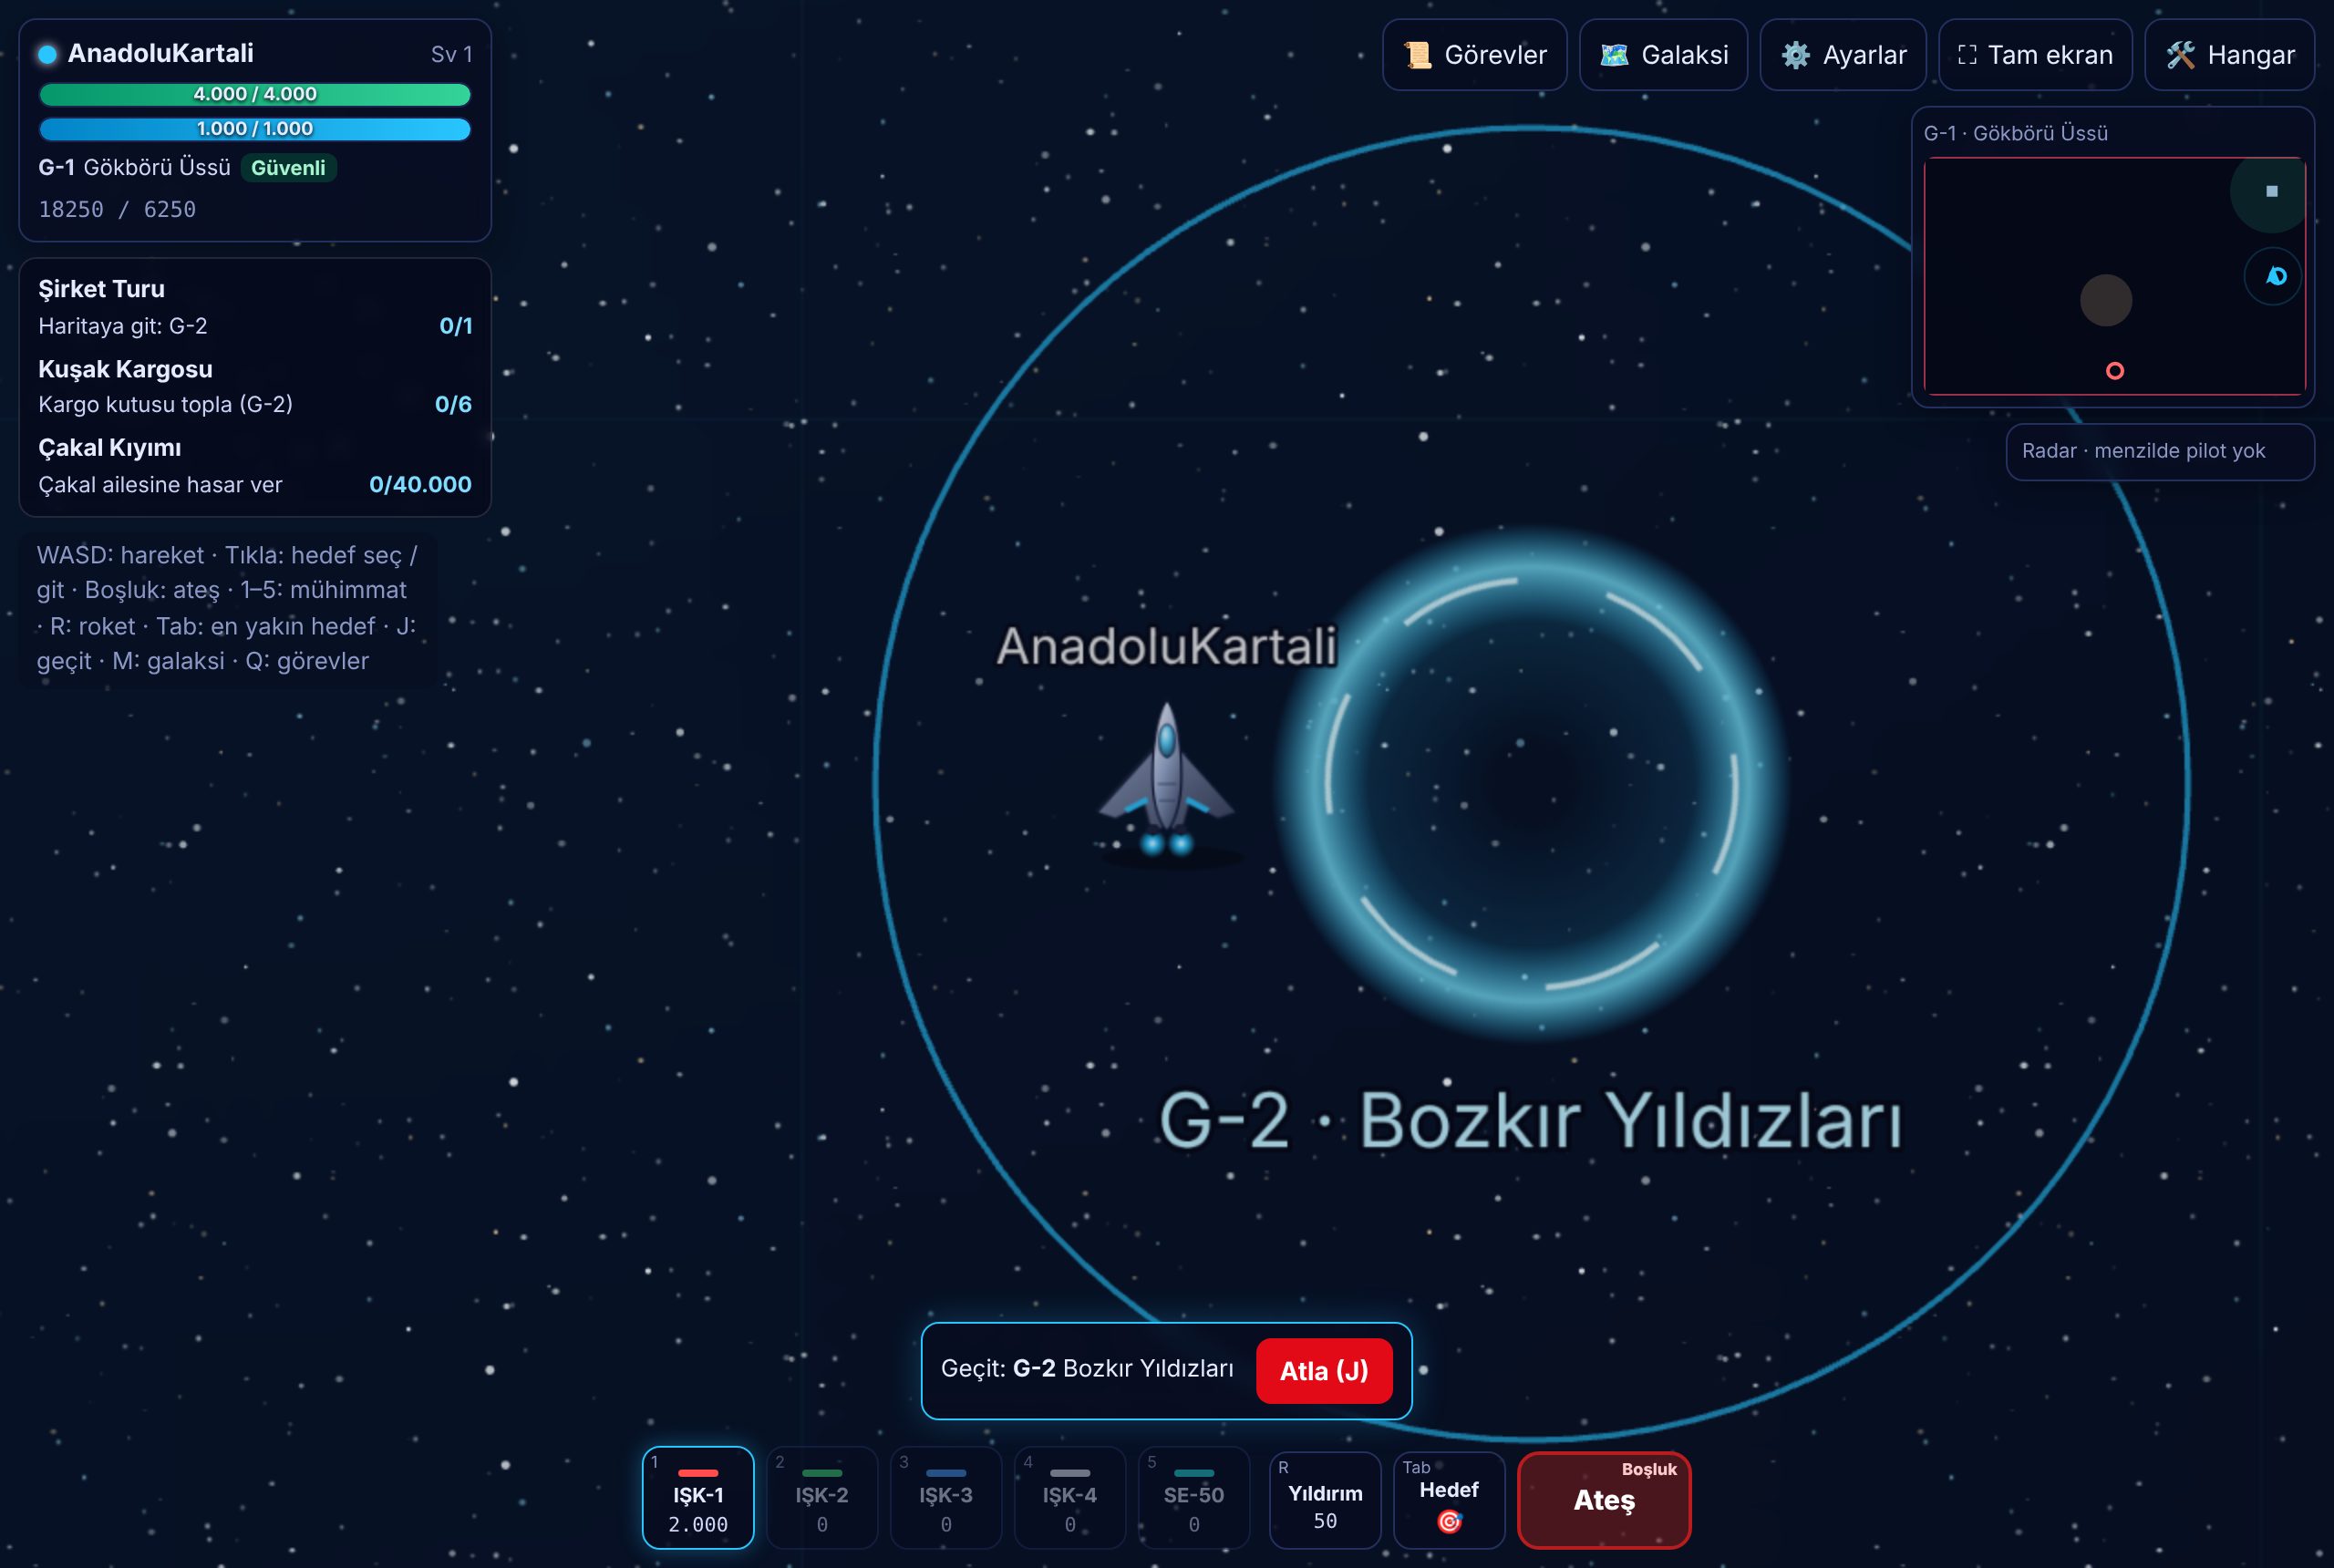 AnadoluKartali Sv 1
4.000 / 4.000
1.000 / 1.000
G-1 Gökbörü Üssü Güvenli
18250 / 6250
Şirket Turu
Haritaya git: G-2 0/1
Kuşak Kargosu
Kargo kutusu topla (G-2) 0/6
Çakal Kıyımı
Çakal ailesine hasar ver 0/40.000
WASD: hareket · Tıkla: hedef seç /
git · Boşluk: ateş · 1–5: mühimmat
· R: roket · Tab: en yakın hedef · J:
geçit · M: galaksi · Q: görevler
Görevler Galaksi Ayarlar Tam ekran Hangar
G-1 · Gökbörü Üssü
Radar · menzilde pilot yok
AnadoluKartali
G-2 · Bozkır Yıldızları
Geçit: G-2 Bozkır Yıldızları Atla (J)
1 IŞK-1 2.000
2 IŞK-2 0
3 IŞK-3 0
4 IŞK-4 0
5 SE-50 0
R Yıldırım 50
Tab Hedef
Boşluk Ateş